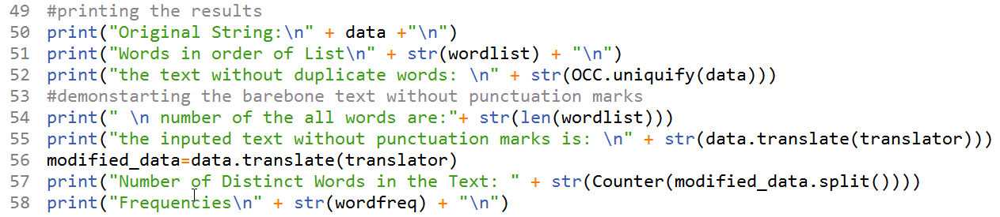 49 #printing the results
50 print("Original String:\n" + data +"\n")
51 print("Words in order of List\n" + str(wordlist) + "\n")
52 print("the text without duplicate words: \n" + str(OCC.uniquify(data)))
53 #demonstarting the barebone text without punctuation marks
54 print(" \n number of the all words are:"+ str(len(wordlist)))
55 print("the inputed text without punctuation marks is: \n" + str(data.translate(translator)))
56 modified_data=data.translate(translator)
57 print("Number of Distinct Words in the Text: " + str(Counter(modified_data.split())))
58 print("Frequencies\n" + str(wordfreq) + "\n")